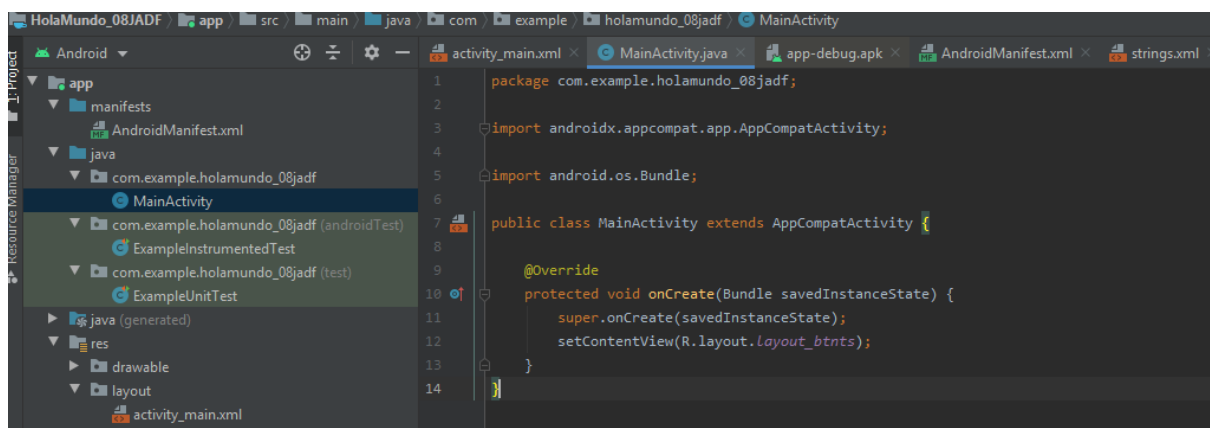 HolaMundo_08JADF app src main java com example holamundo_08jadf MainActivity
1: Project
Resource Manager
Android
app
manifests
AndroidManifest.xml
java
com.example.holamundo_08jadf
MainActivity
com.example.holamundo_08jadf (androidTest)
ExampleInstrumentedTest
com.example.holamundo_08jadf (test)
ExampleUnitTest
java (generated)
res
drawable
layout
activity_main.xml
activity_main.xml MainActivity.java app-debug.apk AndroidManifest.xml strings.xml
1 package com.example.holamundo_08jadf;
2
3 import androidx.appcompat.app.AppCompatActivity;
4
5 import android.os.Bundle;
6
7 public class MainActivity extends AppCompatActivity {
8
9 @Override
10 protected void onCreate(Bundle savedInstanceState) {
11 super.onCreate(savedInstanceState);
12 setContentView(R.layout.layout_btnts);
13 }
14 }